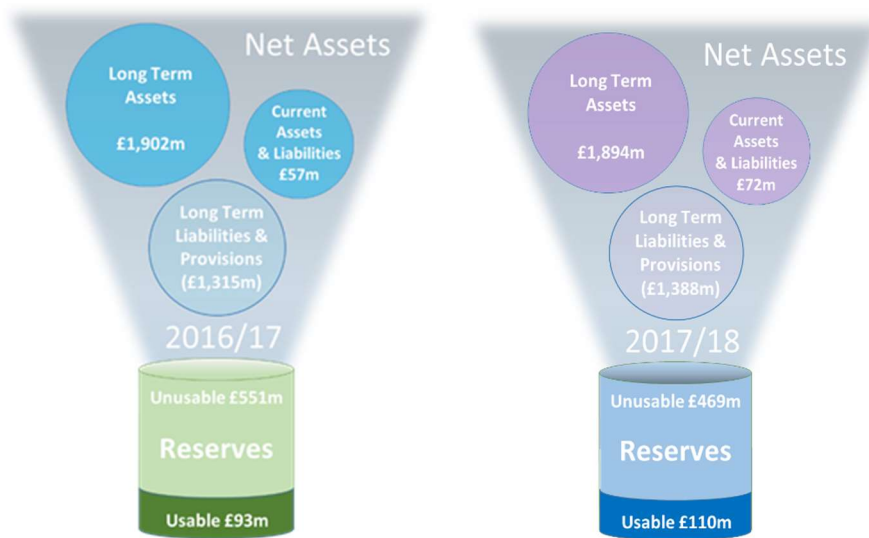 Net Assets
Long Term
Assets
£1,902m
Current
Assets
& Liabilities
£57m
Long Term
Liabilities &
Provisions
(£1,315m)
2016/17
Unusable £551m
Reserves
Usable £93m
Net Assets
Long Term
Assets
£1,894m
Current
Assets
& Liabilities
£72m
Long Term
Liabilities &
Provisions
(£1,388m)
2017/18
Unusable £469m
Reserves
Usable £110m